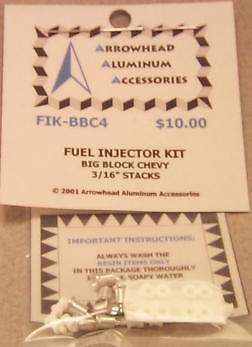 ARROWHEAD
ALUMINUM
ACCESSORIES
FIK-BBC4 $10.00
FUEL INJECTOR KIT
BIG BLOCK CHEVY
3/16" STACKS
© 2001 Arrowhead Aluminum Accessories
IMPORTANT INSTRUCTIONS:
ALWAYS WASH THE
RESIN ITEMS ONLY
IN THIS PACKAGE THOROUGHLY
SOAPY WATER